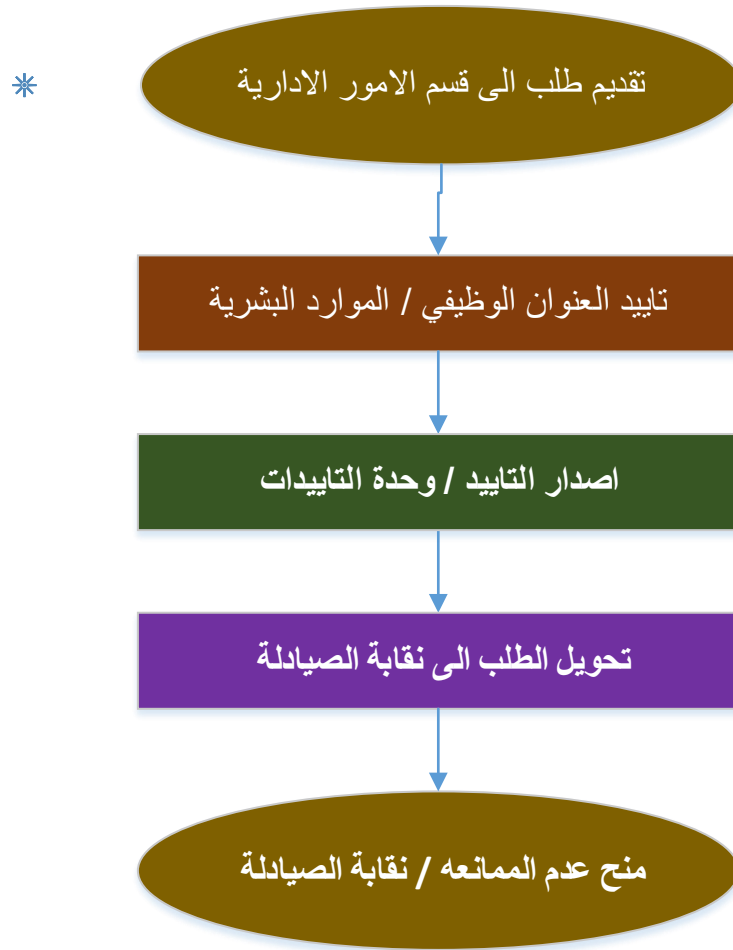 تقديم طلب الى قسم الامور الادارية
تاييد العنوان الوظيفي / الموارد البشرية
اصدار التاييد / وحدة التاييدات
تحويل الطلب الى نقابة الصيادلة
منح عدم الممانعه / نقابة الصيادلة